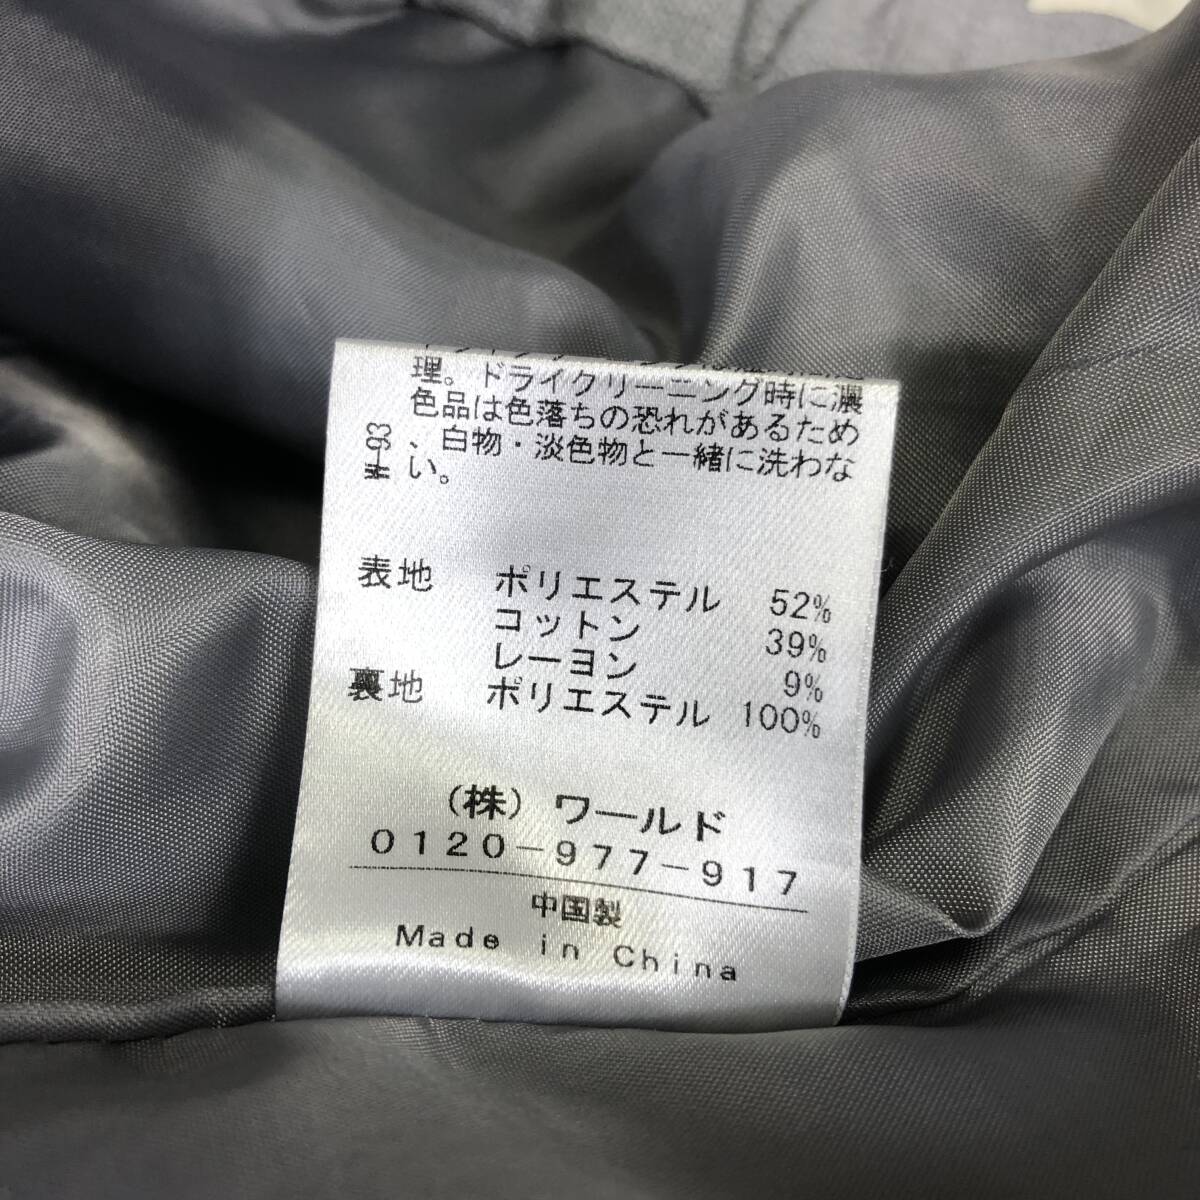 理。ドライクリーニング時に濃
色品は色落ちの恐れがあるため
、白物・淡色物と一緒に洗わな
い。
表地 ポリエステル 52%
コットン 39%
レーヨン 9%
裏地 ポリエステル 100%
(株) ワールド
0120-977-917
中国製
Made in China